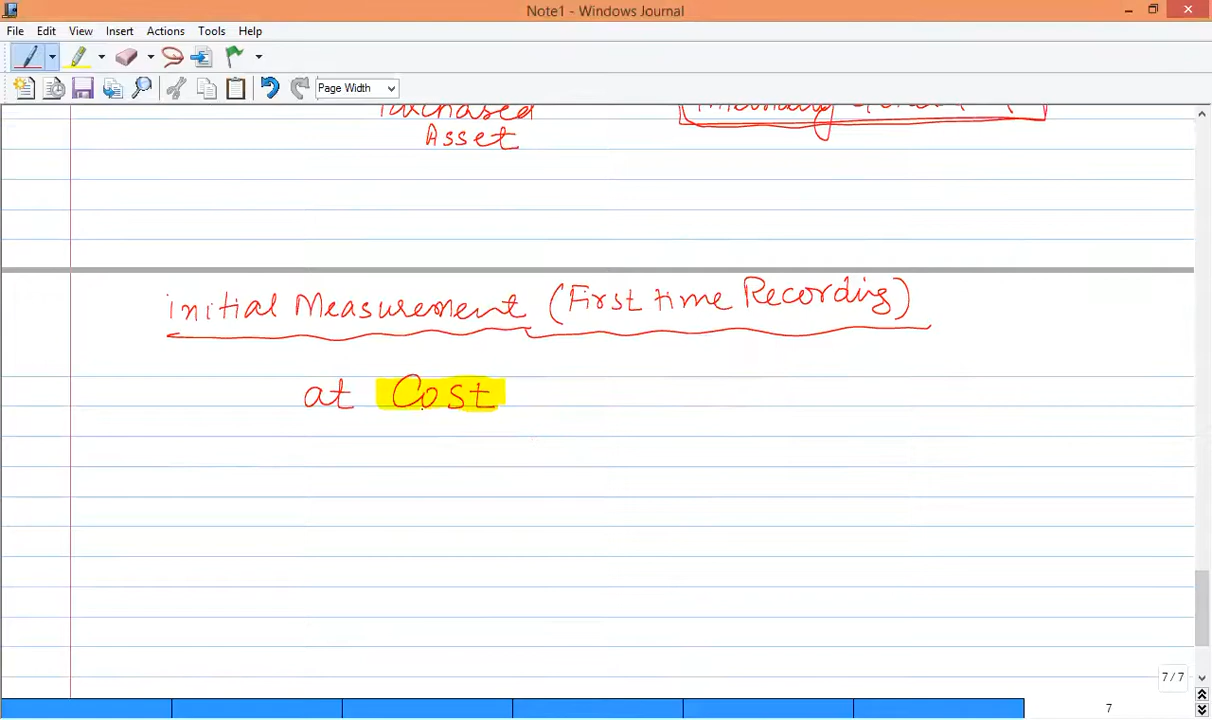 Note1 - Windows Journal
File Edit View Insert Actions Tools Help
Page Width
Purchased
Asset
initial Measurement (First time Recording)
at Cost
7 / 7
7